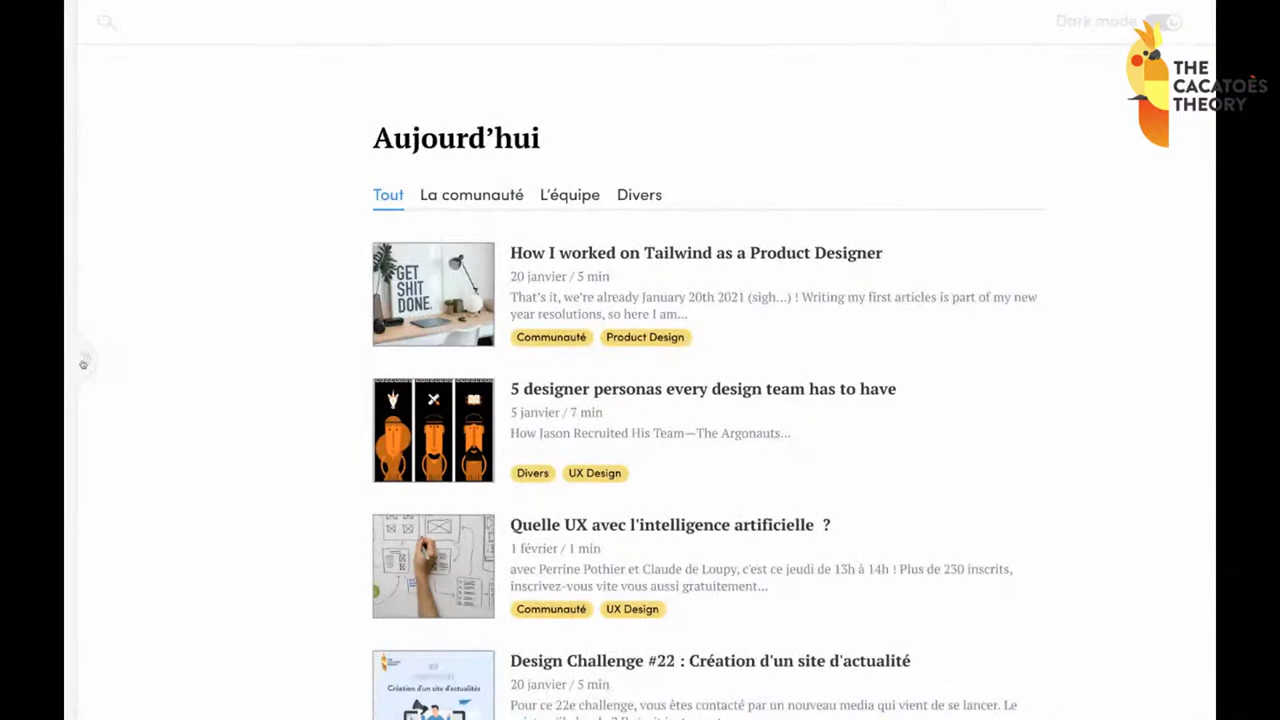 Dark mode
THE
CACATOÈS
THEORY
Aujourd’hui
Tout La comunauté L’équipe Divers
GET
SHIT
DONE.
How I worked on Tailwind as a Product Designer
20 janvier / 5 min
That’s it, we’re already January 20th 2021 (sigh...) ! Writing my first articles is part of my new
year resolutions, so here I am...
Communauté Product Design
5 designer personas every design team has to have
5 janvier / 7 min
How Jason Recruited His Team—The Argonauts...
Divers UX Design
Quelle UX avec l'intelligence artificielle ?
1 février / 1 min
avec Perrine Pothier et Claude de Loupy, c'est ce jeudi de 13h à 14h ! Plus de 230 inscrits,
inscrivez-vous vite vous aussi gratuitement...
Communauté UX Design
Création d'un site d'actualités
Design Challenge #22 : Création d'un site d'actualité
20 janvier / 5 min
Pour ce 22e challenge, vous êtes contacté par un nouveau media qui vient de se lancer. Le